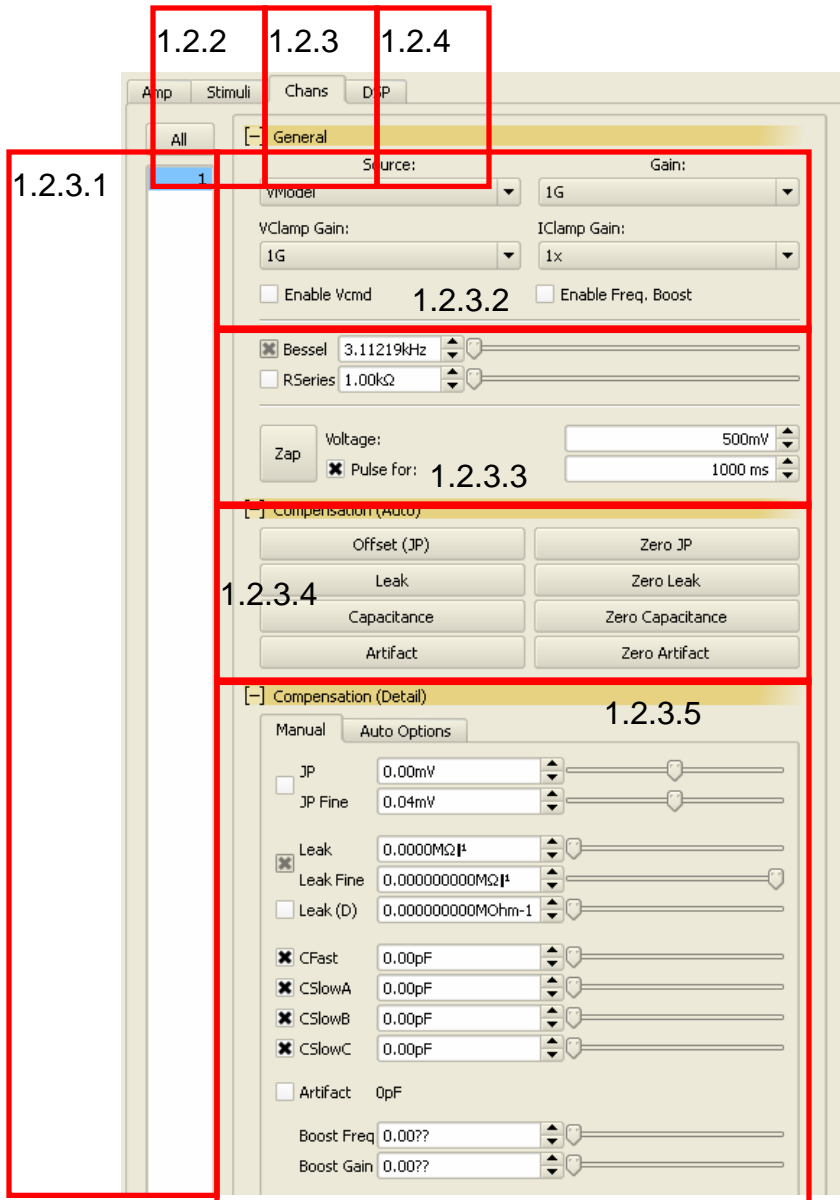 1.2.2 1.2.3 1.2.4
Amp Stimuli Chans DSP
All
[-] General
1.2.3.1
1
Source: Gain:
VModel 1G
VClamp Gain: IClamp Gain:
1G 1x
Enable Vcmd 1.2.3.2 Enable Freq. Boost
Bessel 3.11219kHz
RSeries 1.00kΩ
Zap
Voltage: 500mV
Pulse for: 1.2.3.3 1000 ms
[-] Compensation (Auto)
Offset (JP) Zero JP
Leak Zero Leak
1.2.3.4
Capacitance Zero Capacitance
Artifact Zero Artifact
[-] Compensation (Detail)
1.2.3.5
Manual Auto Options
JP 0.00mV
JP Fine 0.04mV
Leak 0.0000MΩ
Leak Fine 0.000000000MΩ
Leak (D) 0.000000000MOhm-1
CFast 0.00pF
CSlowA 0.00pF
CSlowB 0.00pF
CSlowC 0.00pF
Artifact 0pF
Boost Freq 0.00??
Boost Gain 0.00??